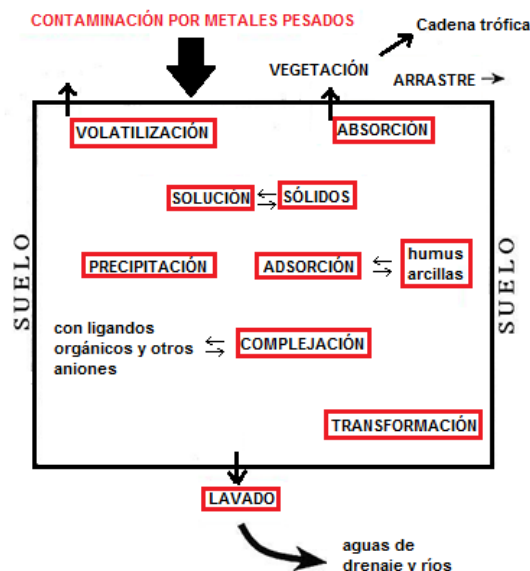 CONTAMINACIÓN POR METALES PESADOS
Cadena trófica
VEGETACIÓN
ARRASTRE
VOLATILIZACIÓN
ABSORCIÓN
SOLUCIÓN
SÓLIDOS
PRECIPITACIÓN
ADSORCIÓN
humus
arcillas
SUELO
SUELO
con ligandos
orgánicos y otros
aniones
COMPLEJACIÓN
TRANSFORMACIÓN
LAVADO
aguas de
drenaje y ríos